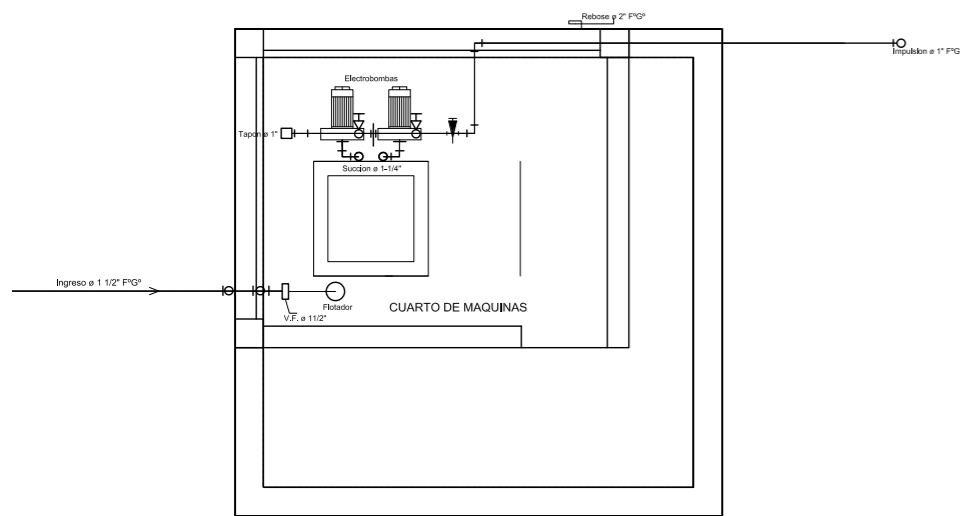 Rebose ø 2" FºGº
Impulsion ø 1" FºG
Electrobombas
Tapon ø 1"
Succion ø 1-1/4"
Ingreso ø 1 1/2" FºGº
Flotador
V.F. ø 11/2"
CUARTO DE MAQUINAS